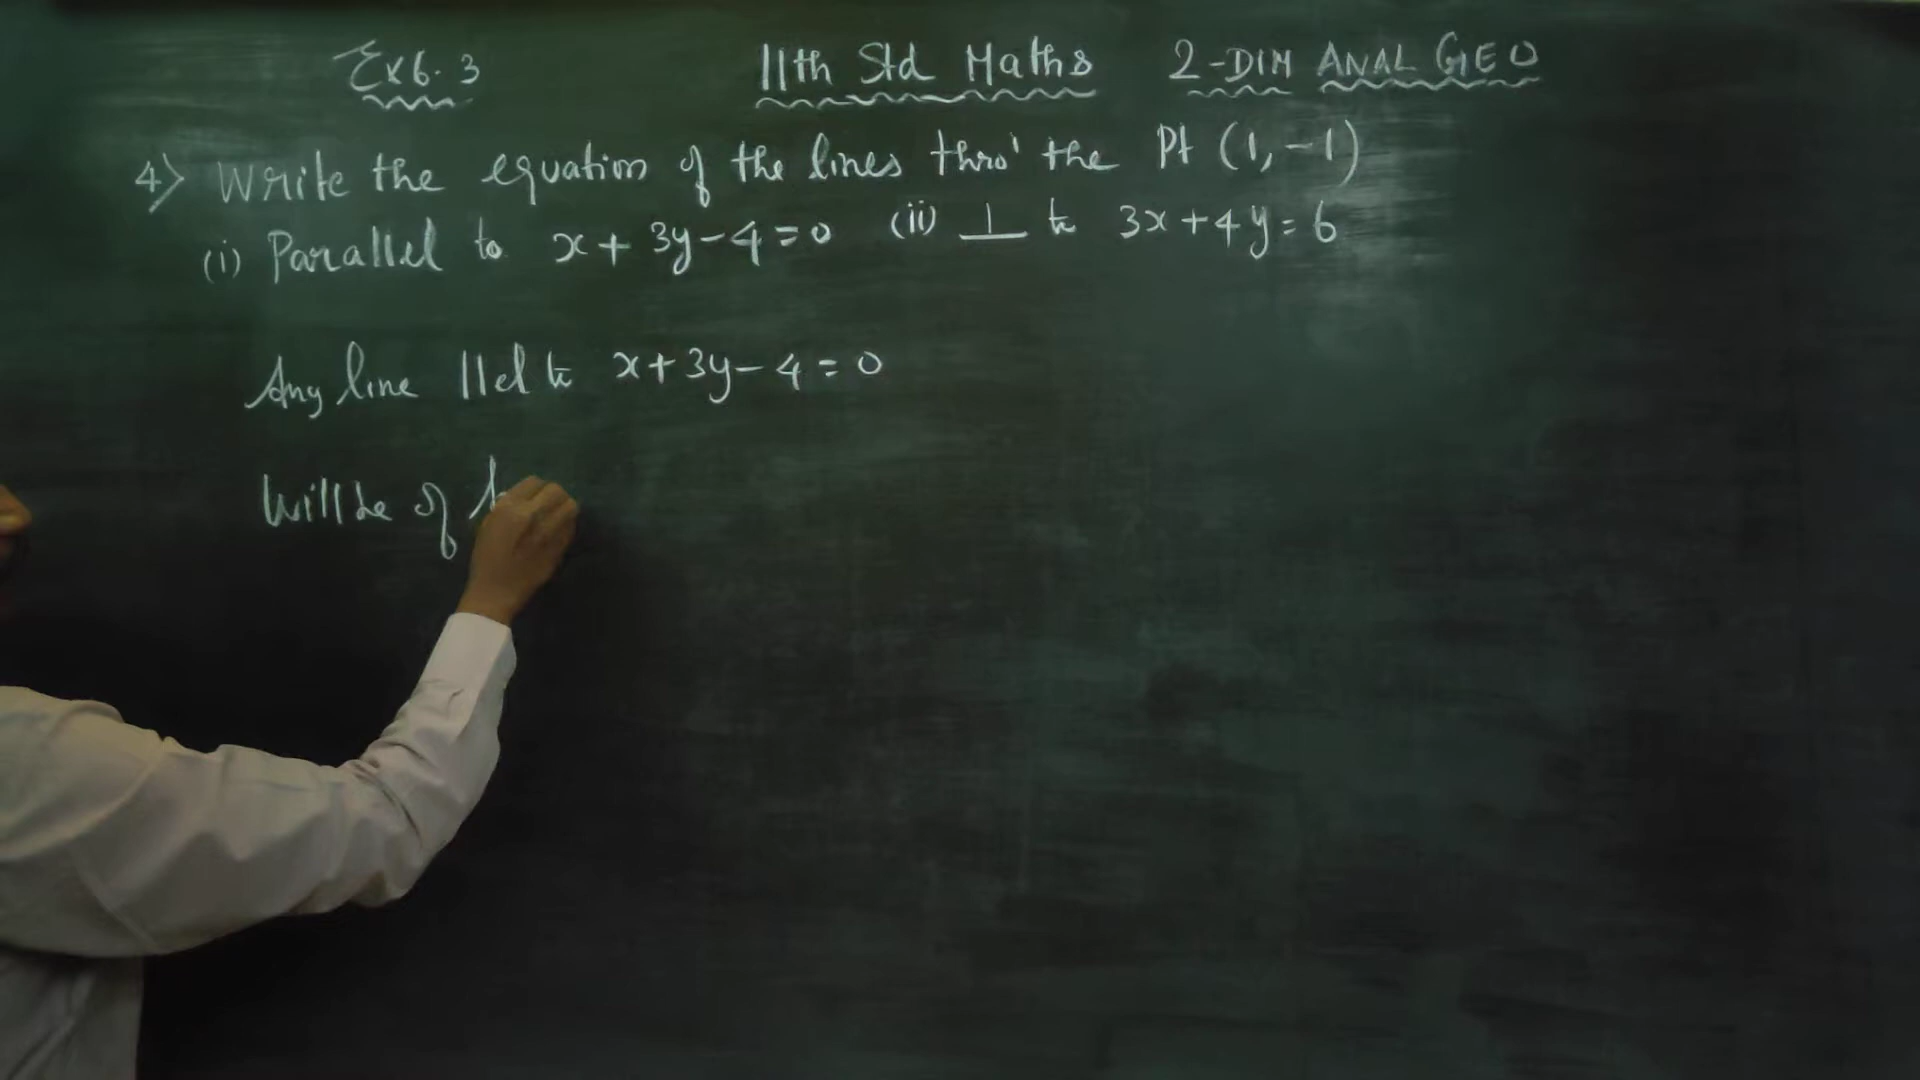 Ex 6.3 11th Std Maths 2-DIM ANAL GEO
4) Write the equation of the lines thro' the Pt (1, -1)
(i) Parallel to x + 3y - 4 = 0 (ii) ⊥ to 3x + 4y = 6
Any line llel to x + 3y - 4 = 0
Will be of